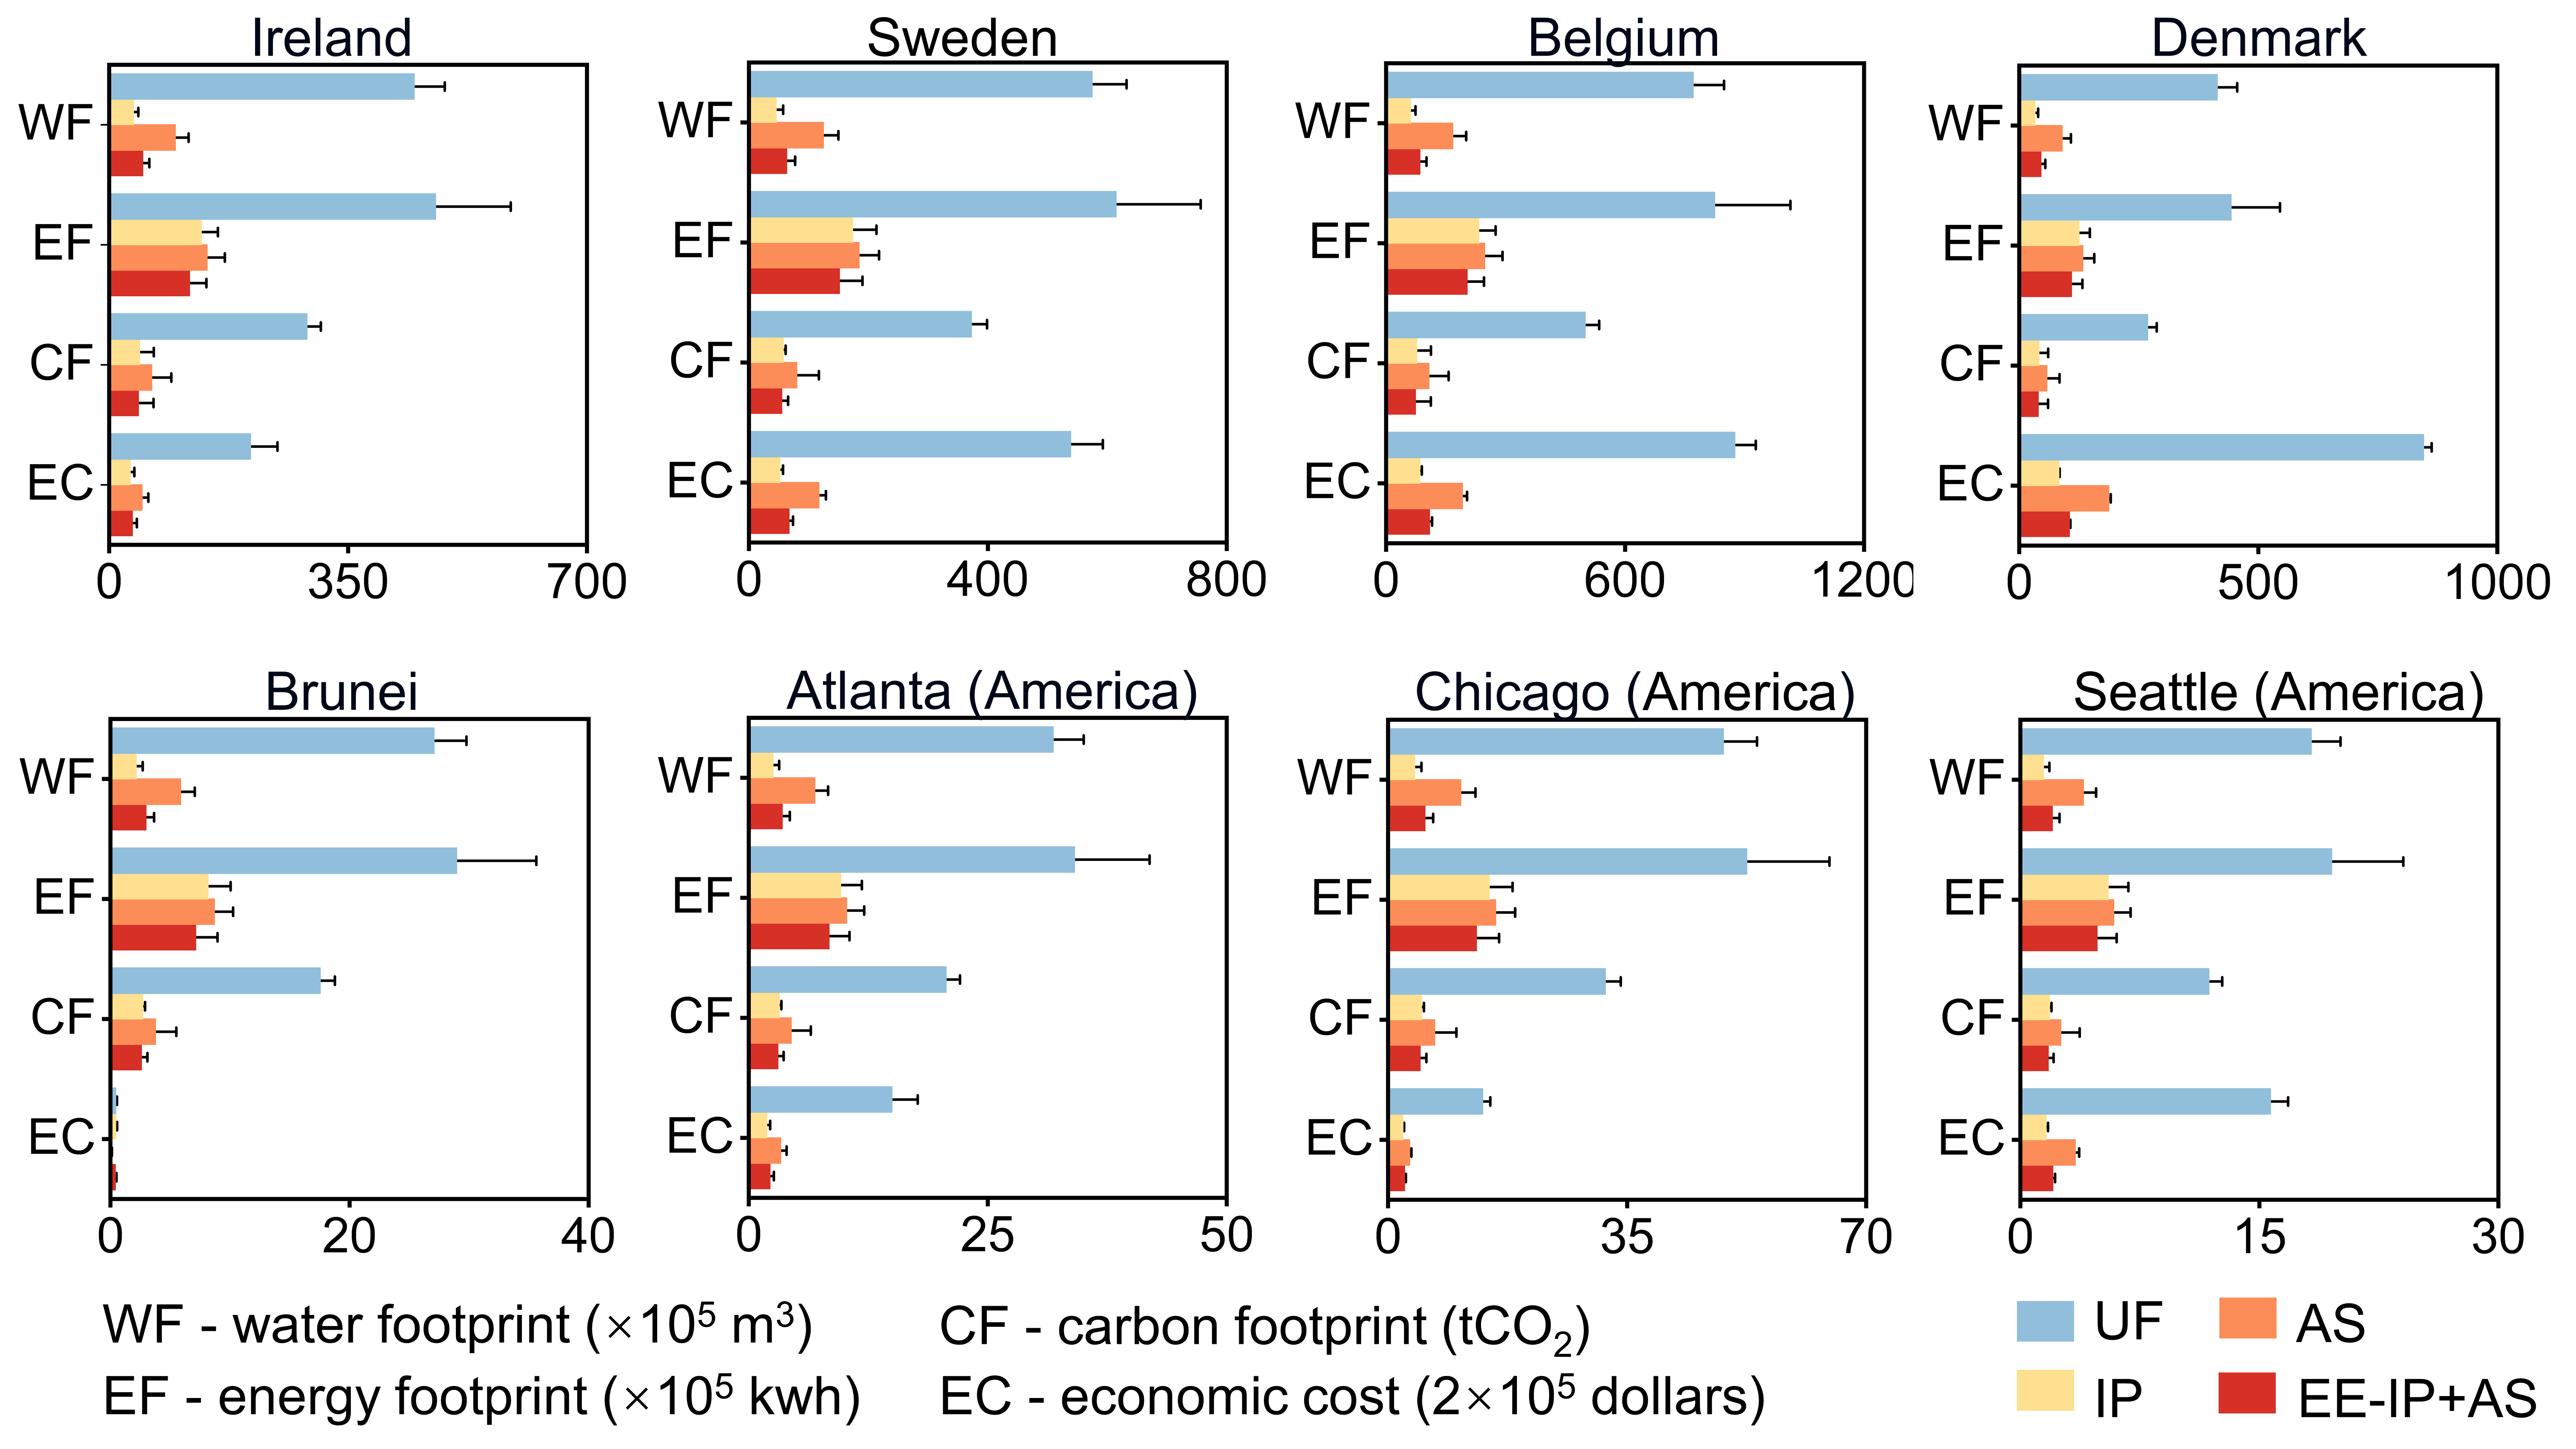 Ireland Sweden Belgium Denmark
WF WF WF WF
EF EF EF EF
CF CF CF CF
EC EC EC EC
0 350 700 0 400 800 0 600 1200 0 500 1000
Brunei Atlanta (America) Chicago (America) Seattle (America)
WF WF WF WF
EF EF EF EF
CF CF CF CF
EC EC EC EC
0 20 40 0 25 50 0 35 70 0 15 30
WF - water footprint (×10⁵ m³) CF - carbon footprint (tCO₂) UF AS
EF - energy footprint (×10⁵ kwh) EC - economic cost (2×10⁵ dollars) IP EE-IP+AS